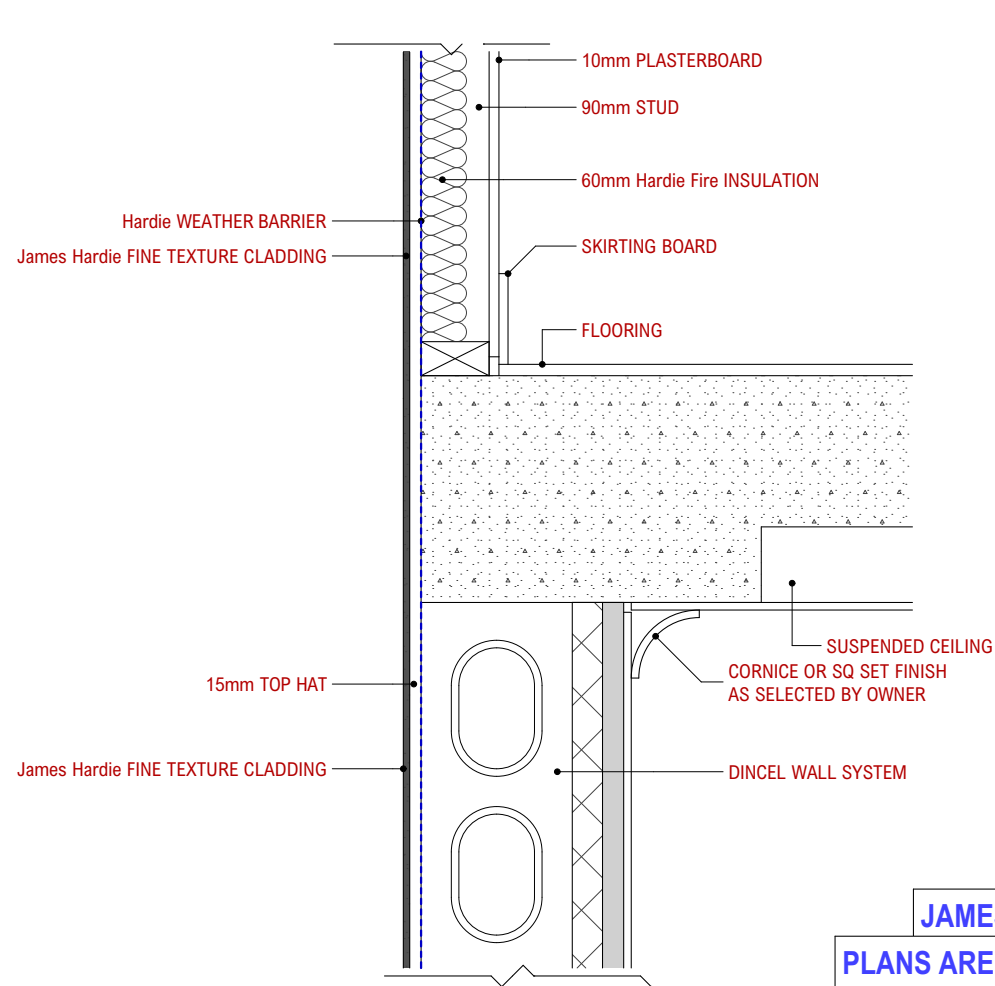 10mm PLASTERBOARD
90mm STUD
60mm Hardie Fire INSULATION
Hardie WEATHER BARRIER
SKIRTING BOARD
James Hardie FINE TEXTURE CLADDING
FLOORING
SUSPENDED CEILING
CORNICE OR SQ SET FINISH
AS SELECTED BY OWNER
15mm TOP HAT
James Hardie FINE TEXTURE CLADDING
DINCEL WALL SYSTEM
JAME
PLANS ARE